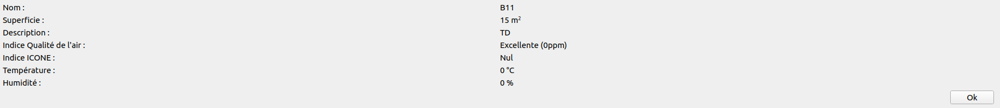 Nom : B11
Superficie : 15 m²
Description : TD
Indice Qualité de l'air : Excellente (0ppm)
Indice ICONE : Nul
Température : 0 °C
Humidité : 0 %
Ok